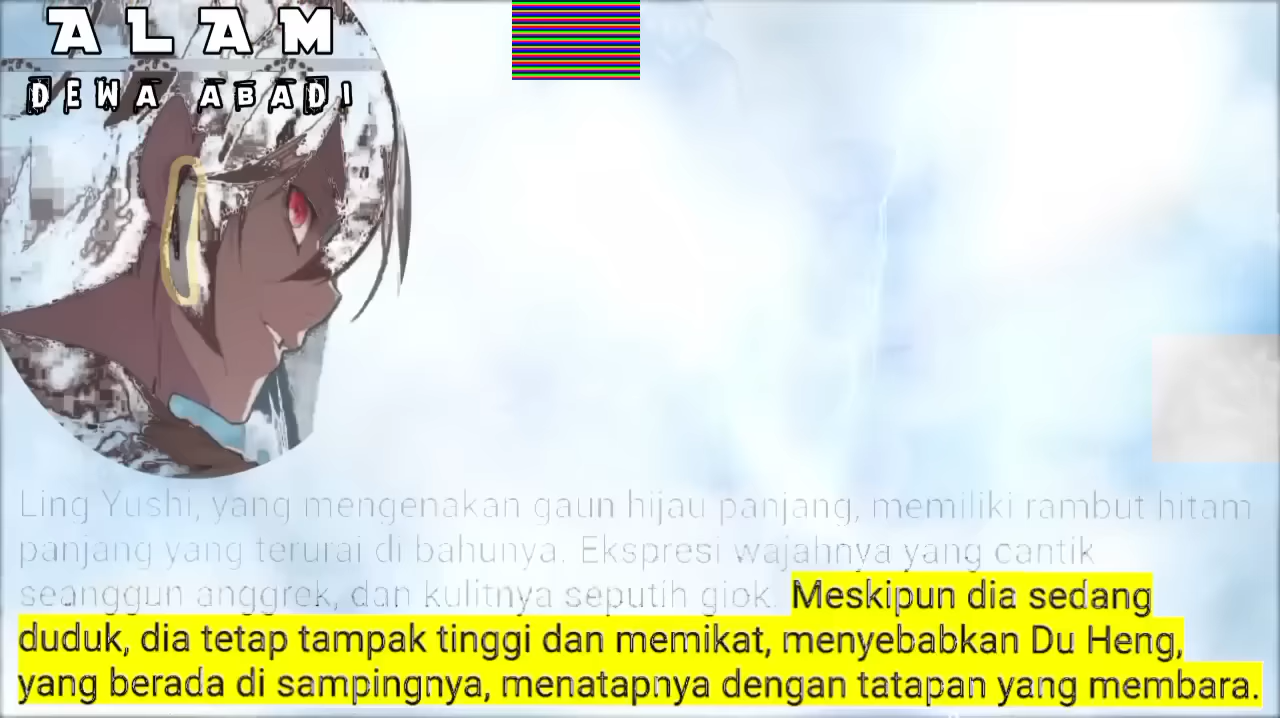 ALAM
DEWA ABADI
Ling Yushi, yang mengenakan gaun hijau panjang, memiliki rambut hitam
panjang yang terurai di bahunya. Ekspresi wajahnya yang cantik
seanggun anggrek, dan kulitnya seputih giok. Meskipun dia sedang
duduk, dia tetap tampak tinggi dan memikat, menyebabkan Du Heng,
yang berada di sampingnya, menatapnya dengan tatapan yang membara.